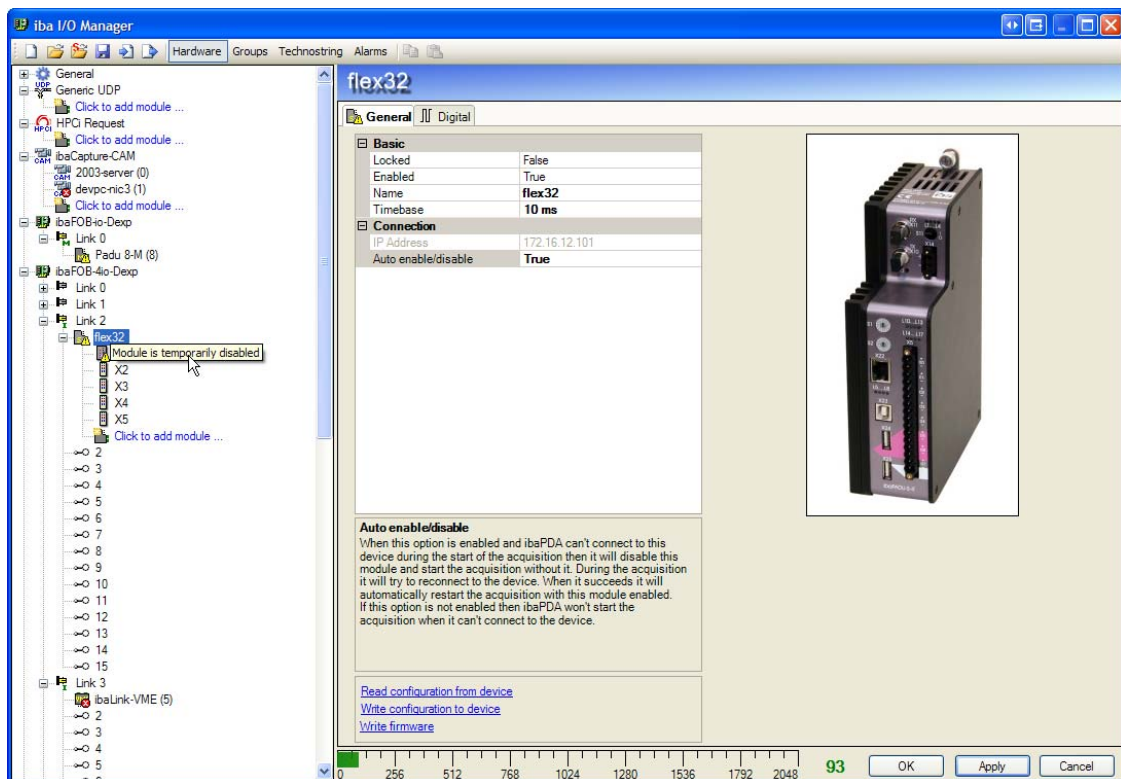 iba I/O Manager
Hardware Groups Technostring Alarms
General
Generic UDP
Click to add module ...
HPCi Request
Click to add module ...
ibaCapture-CAM
2003-server (0)
devpc-nic3 (1)
Click to add module ...
ibaFOB-io-Dexp
Link 0
Padu 8-M (8)
ibaFOB-4io-Dexp
Link 0
Link 1
Link 2
flex32
Module is temporarily disabled
X2
X3
X4
X5
Click to add module ...
2
3
4
5
6
7
8
9
10
11
12
13
14
15
Link 3
ibaLink-VME (5)
2
3
4
5
flex32
General Digital
Basic
Locked False
Enabled True
Name flex32
Timebase 10 ms
Connection
IP Address 172.16.12.101
Auto enable/disable True
Auto enable/disable
When this option is enabled and ibaPDA can't connect to this
device during the start of the acquisition then it will disable this
module and start the acquisition without it. During the acquisition
it will try to reconnect to the device. When it succeeds it will
automatically restart the acquisition with this module enabled.
If this option is not enabled then ibaPDA won't start the
acquisition when it can't connect to the device.
Read configuration from device
Write configuration to device
Write firmware
0 256 512 768 1024 1280 1536 1792 2048 93 OK Apply Cancel